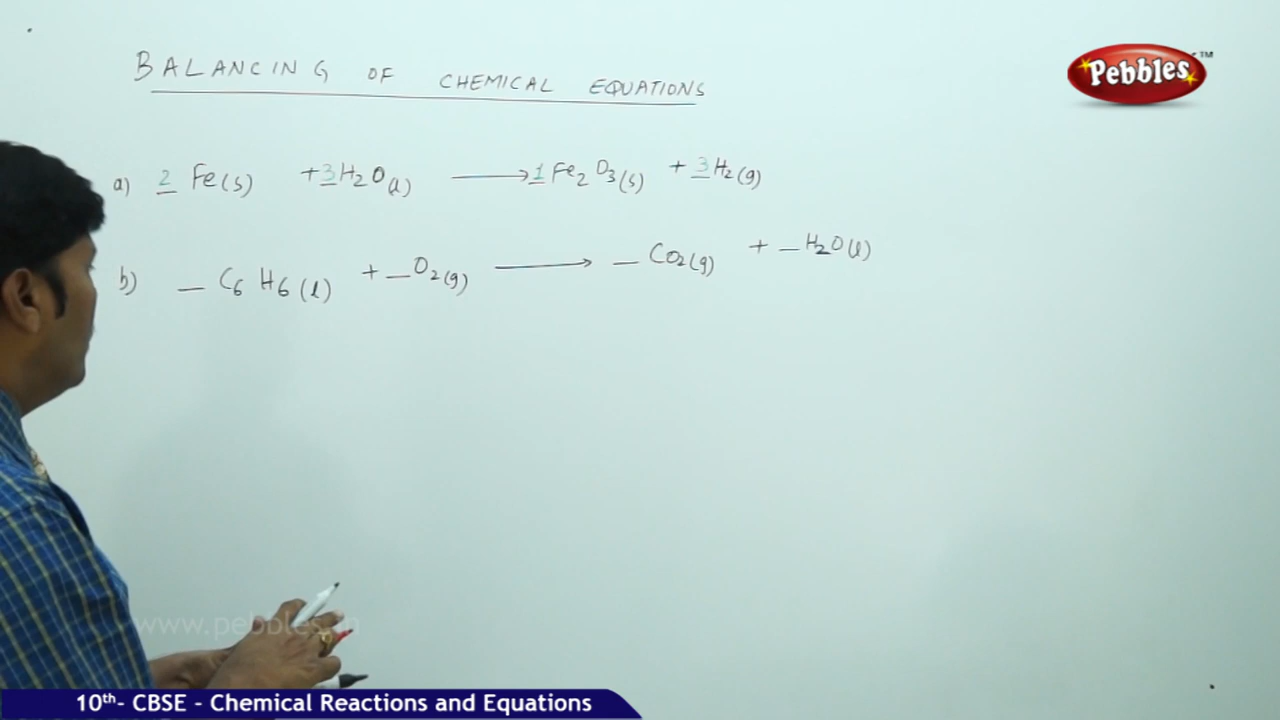 BALANCING OF CHEMICAL EQUATIONS
Pebbles™
a) 2 Fe(s) + 3 H2O(l) ⟶ 1 Fe2O3(s) + 3 H2(g)
b) _ C6H6(l) + _ O2(g) ⟶ _ CO2(g) + _ H2O(l)
www.pebbles.in
10th- CBSE - Chemical Reactions and Equations